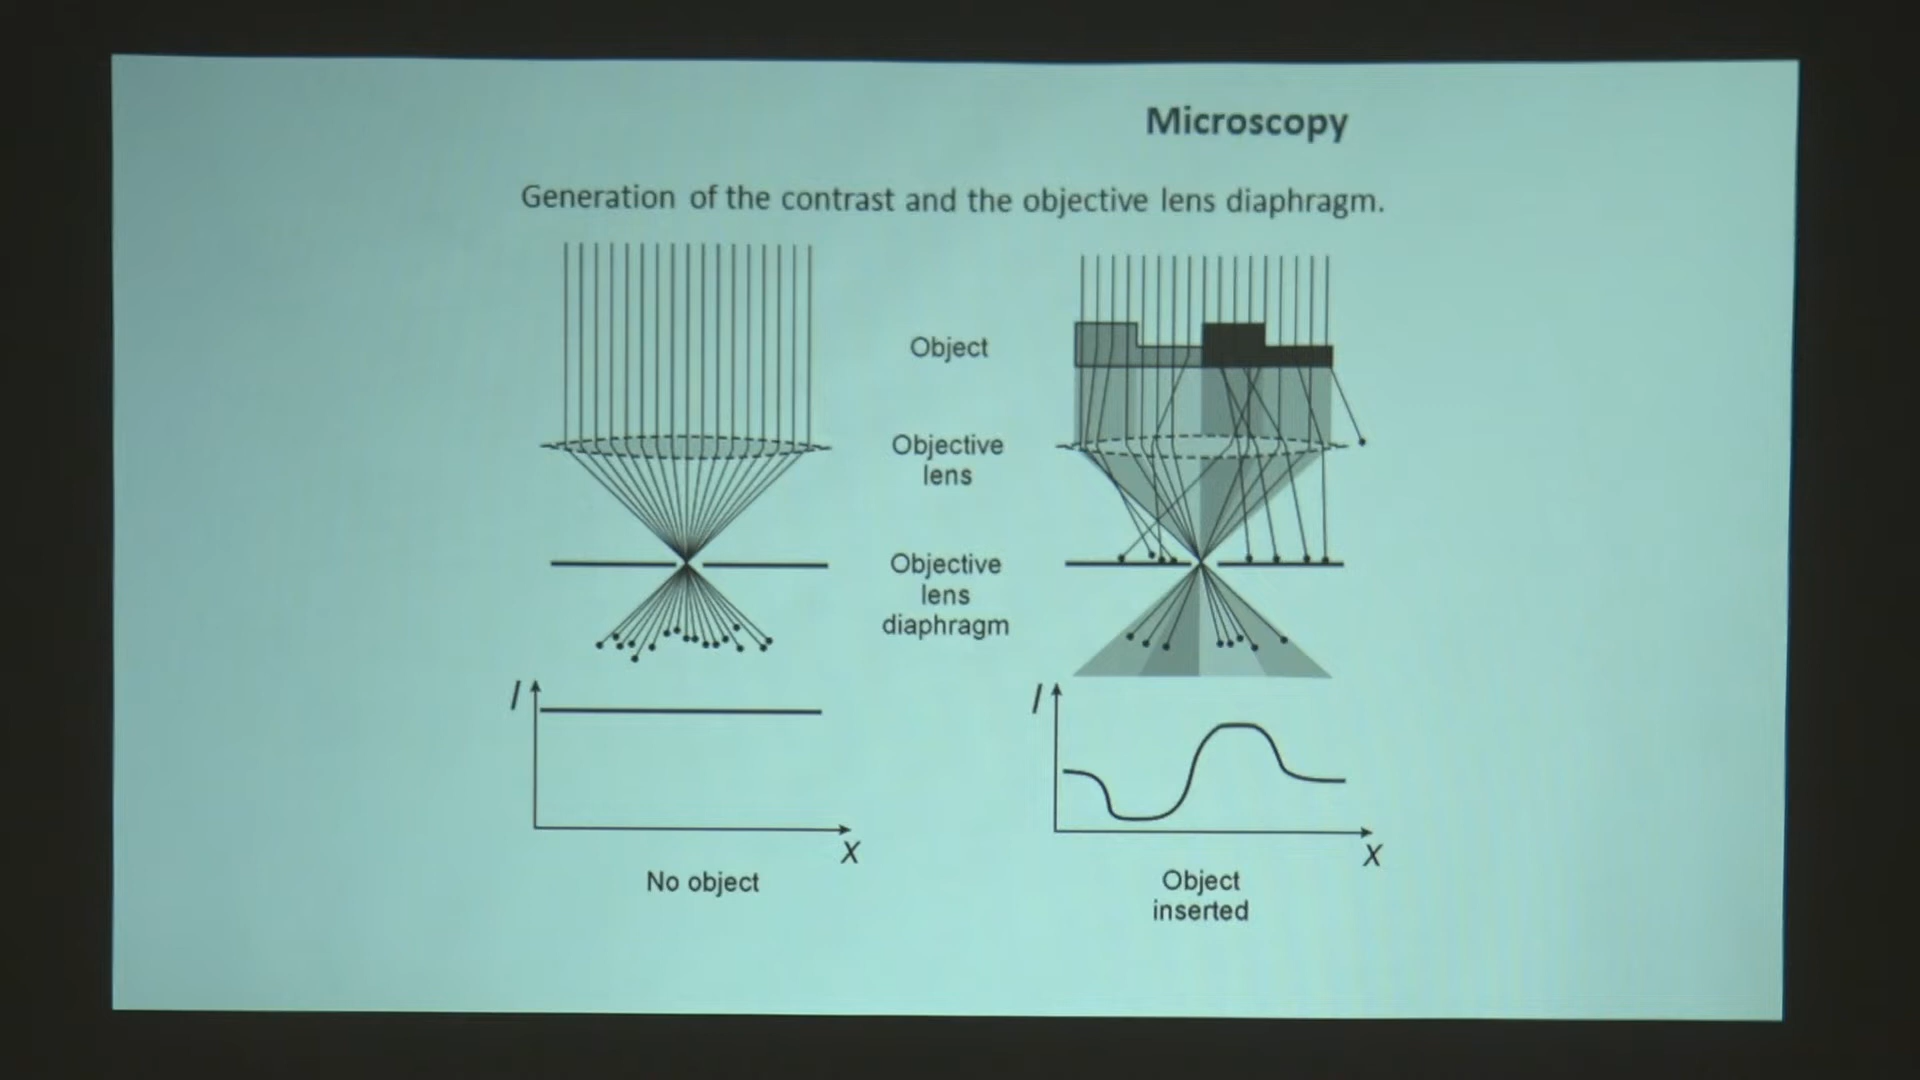 Microscopy
Generation of the contrast and the objective lens diaphragm.
Object
Objective
lens
Objective
lens
diaphragm
I
X
No object
I
X
Object
inserted